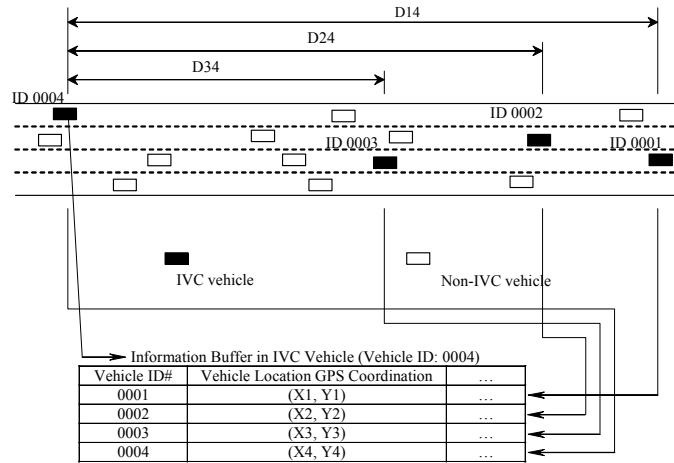 D14
D24
D34
ID 0004
ID 0002
ID 0003
ID 0001
IVC vehicle
Non-IVC vehicle
Information Buffer in IVC Vehicle (Vehicle ID: 0004)
Vehicle ID# Vehicle Location GPS Coordination …
0001 (X1, Y1) …
0002 (X2, Y2) …
0003 (X3, Y3) …
0004 (X4, Y4) …